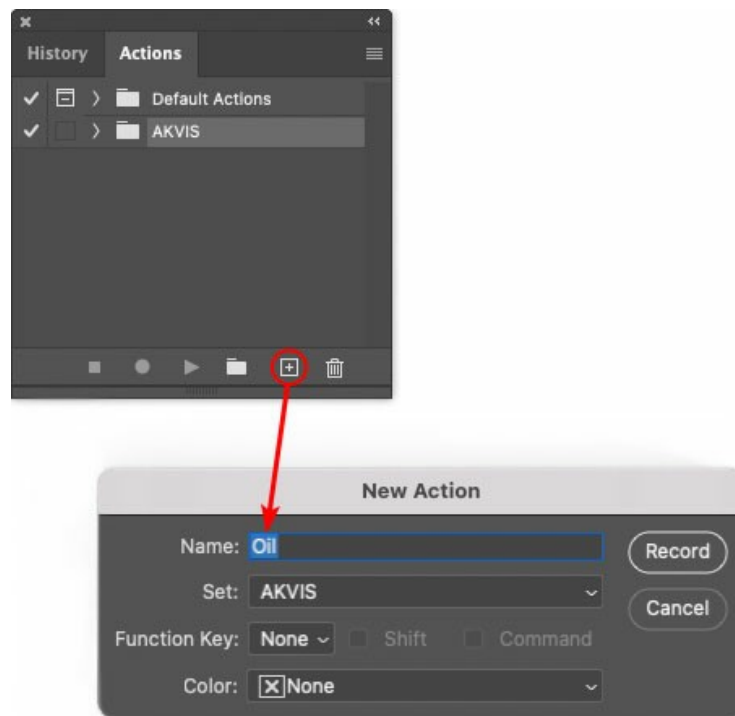 History Actions
Default Actions
AKVIS
New Action
Name: Oil
Record
Set: AKVIS
Cancel
Function Key: None Shift Command
Color: None